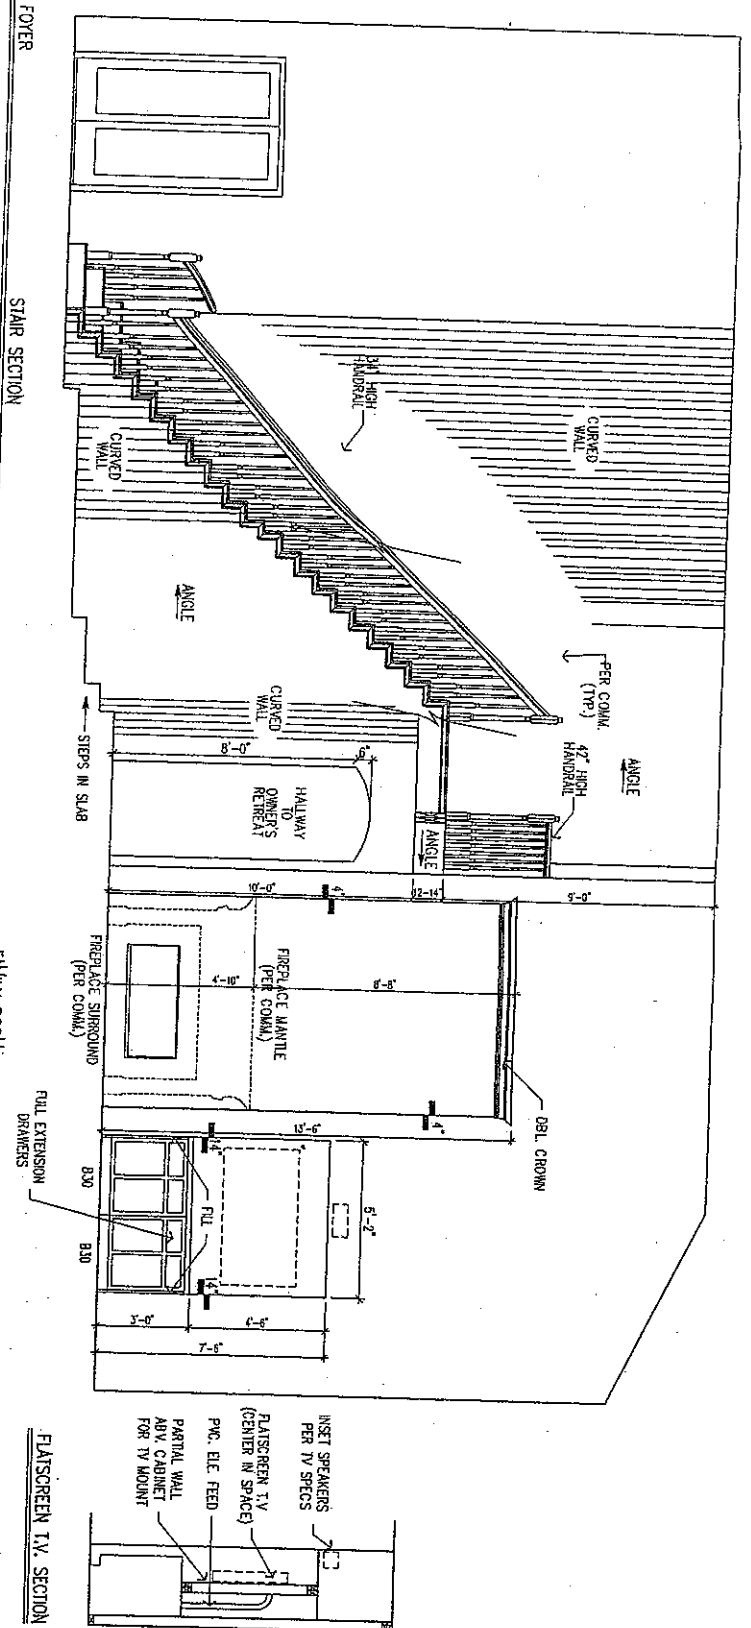 FOYER
STAIR SECTION
34" HIGH
HANDRAIL
CURVED
WALL
CURVED
WALL
ANGLE
PER COMM.
(TYP.)
ANGLE
42" HIGH
HANDRAIL
CURVED
WALL
STEPS IN SLAB
8'-0"
6"
HALLWAY
TO
OWNER'S
RETREAT
ANGLE
10'-0"
4"
12-14"
9'-0"
FIREPLACE MANTLE
(PER COMM.)
4'-10"
8'-8"
FIREPLACE SURROUND
(PER COMM.)
DBL. CROWN
4"
13'-6"
14"
5'-2"
FILL
14"
B30
B30
FULL EXTENSION
DRAWERS
3'-0"
4'-6"
7'-6"
INSET SPEAKERS
PER TV SPECS
FLATSCREEN T.V
(CENTER IN SPACE)
PVC. ELE. FEED
PARTIAL WALL
ABV. CABINET
FOR TV MOUNT
FLATSCREEN T.V. SECTION